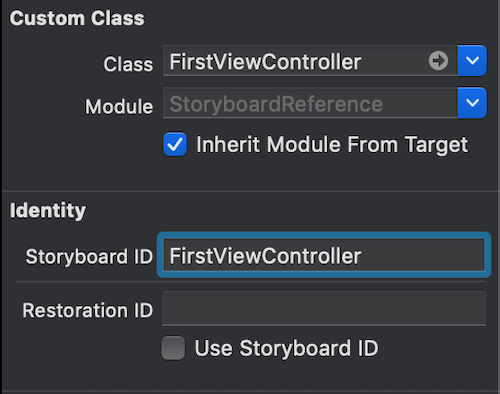 Custom Class
Class FirstViewController
Module StoryboardReference
Inherit Module From Target
Identity
Storyboard ID FirstViewController
Restoration ID
Use Storyboard ID